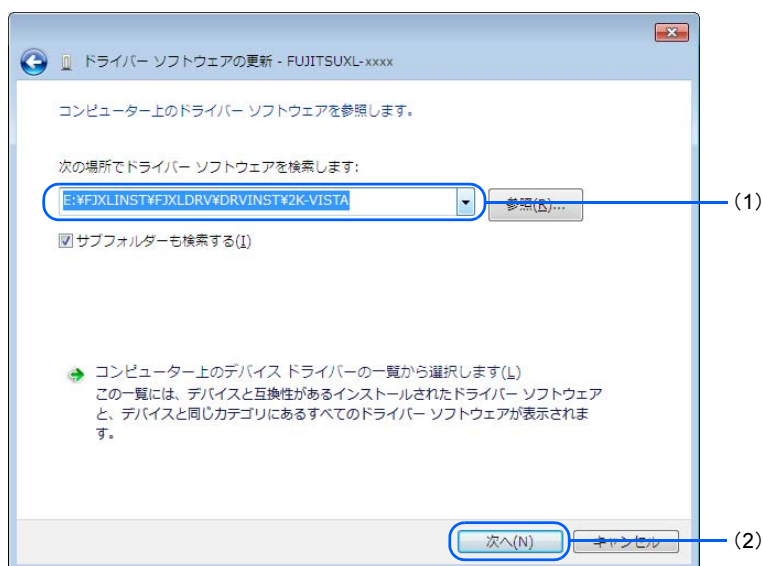 ドライバー ソフトウェアの更新 - FUJITSUXL-xxxx
コンピューター上のドライバー ソフトウェアを参照します。
次の場所でドライバー ソフトウェアを検索します:
E:¥FJXLINST¥FJXLDRV¥DRVINST¥2K-VISTA
参照(R)...
(1)
サブフォルダーも検索する(I)
コンピューター上のデバイス ドライバーの一覧から選択します(L)
この一覧には、デバイスと互換性があるインストールされたドライバー ソフトウェア
と、デバイスと同じカテゴリにあるすべてのドライバー ソフトウェアが表示されま
す。
次へ(N)
キャンセル
(2)